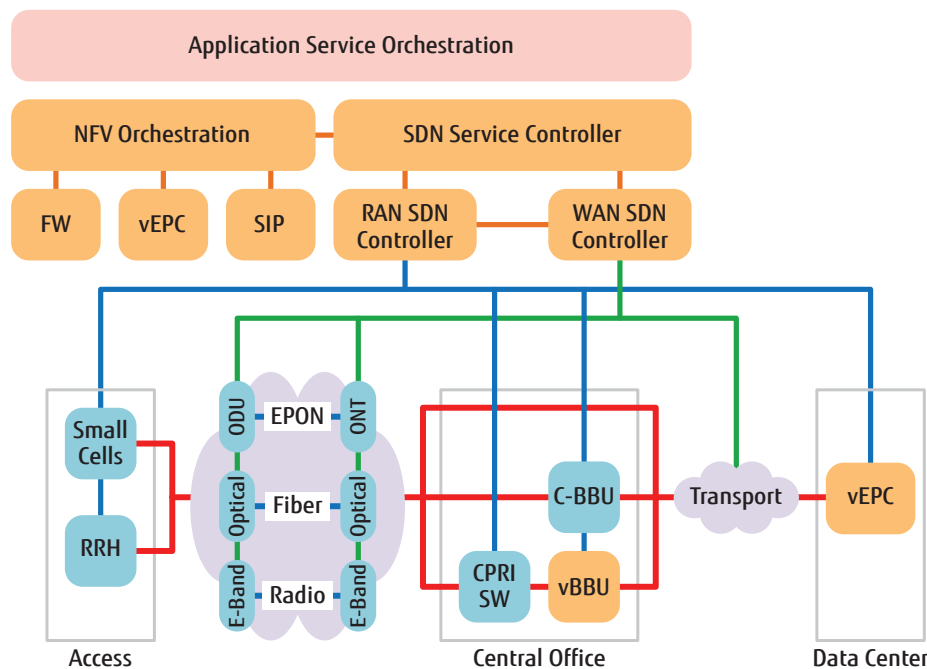 Application Service Orchestration
NFV Orchestration
SDN Service Controller
FW
vEPC
SIP
RAN SDN
Controller
WAN SDN
Controller
ODU
EPON
ONT
Small
Cells
Optical
Fiber
Optical
C-BBU
Transport
vEPC
RRH
E-Band
Radio
E-Band
CPRI
SW
vBBU
Access
Central Office
Data Center